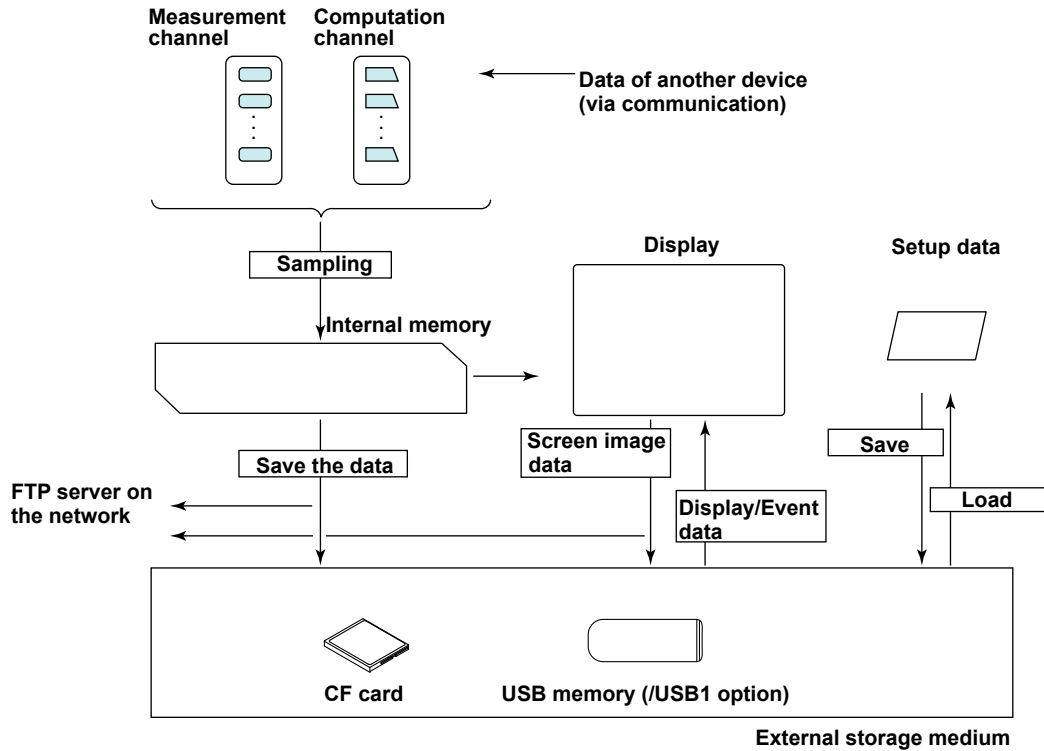 Measurement
channel
Computation
channel
Data of another device
(via communication)
Sampling
Display
Setup data
Internal memory
Screen image
data
Save
Save the data
FTP server on
the network
Display/Event
data
Load
CF card
USB memory (/USB1 option)
External storage medium